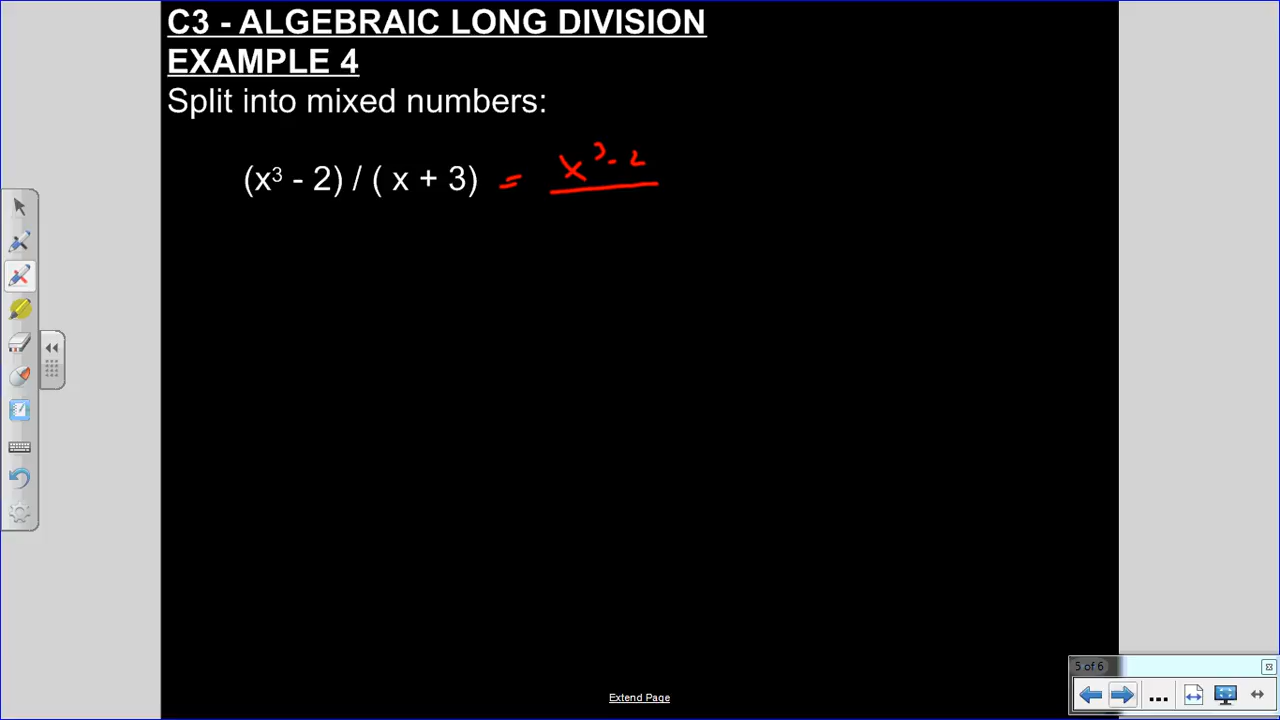 C3 - ALGEBRAIC LONG DIVISION
EXAMPLE 4
Split into mixed numbers:
(x³ - 2) / ( x + 3) = x³ - 2
Extend Page
5 of 6